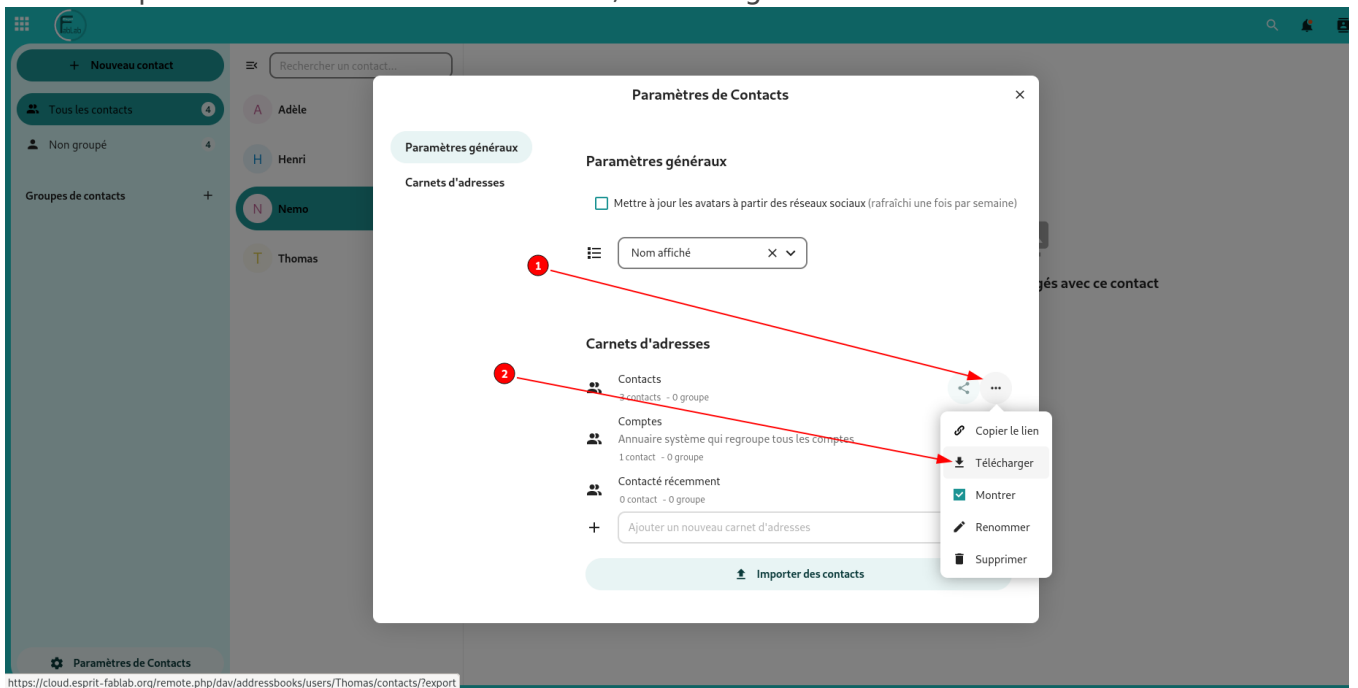 FabLab
+ Nouveau contact
Rechercher un contact...
Tous les contacts 4
Non groupé 4
Groupes de contacts +
A Adèle
H Henri
N Nemo
T Thomas
Paramètres de Contacts
Paramètres généraux
Carnets d'adresses
Paramètres généraux
Mettre à jour les avatars à partir des réseaux sociaux (rafraîchi une fois par semaine)
Nom affiché
1
gés avec ce contact
Carnets d'adresses
2
Contacts
3 contacts - 0 groupe
Comptes
Annuaire système qui regroupe tous les comptes
1 contact - 0 groupe
Contacté récemment
0 contact - 0 groupe
Ajouter un nouveau carnet d'adresses
Importer des contacts
Copier le lien
Télécharger
Montrer
Renommer
Supprimer
Paramètres de Contacts
https://cloud.esprit-fablab.org/remote.php/dav/addressbooks/users/Thomas/contacts/?export